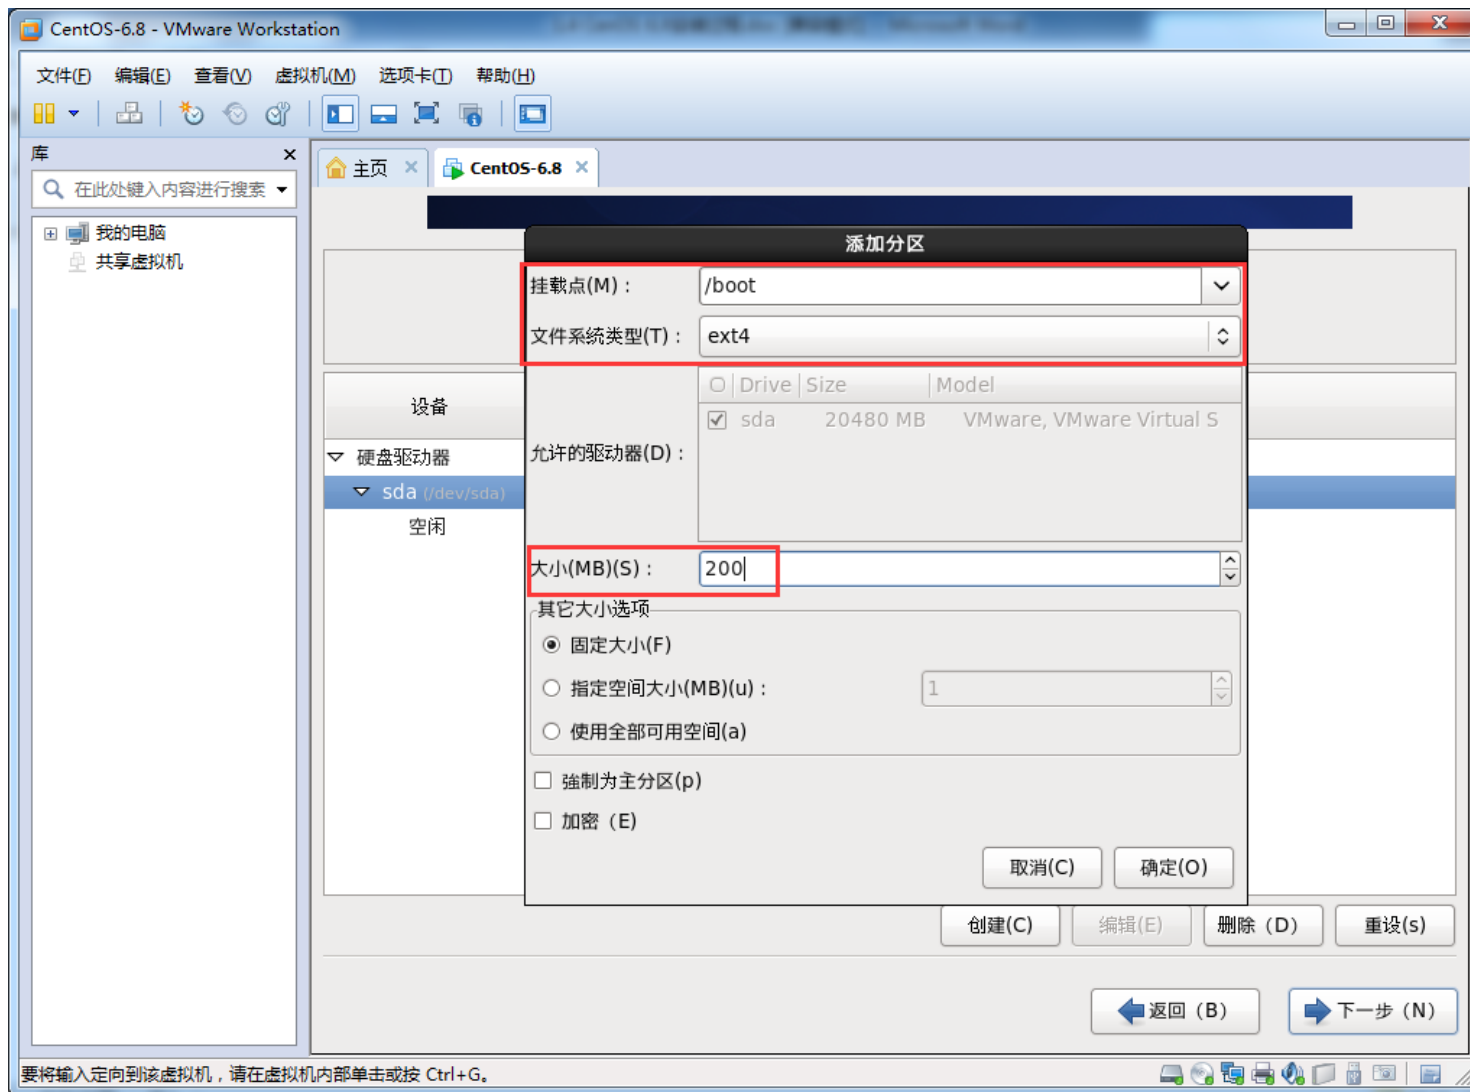 CentOS-6.8 - VMware Workstation
文件(F) 编辑(E) 查看(V) 虚拟机(M) 选项卡(T) 帮助(H)
库
在此处键入内容进行搜索
我的电脑
共享虚拟机
主页
CentOS-6.8
添加分区
挂载点(M)：
/boot
文件系统类型(T)：
ext4
Drive Size Model
sda 20480 MB VMware, VMware Virtual S
允许的驱动器(D)：
设备
硬盘驱动器
sda (/dev/sda)
空闲
大小(MB)(S)：
200
其它大小选项
固定大小(F)
指定空间大小(MB)(u)：
1
使用全部可用空间(a)
強制为主分区(p)
加密（E)
取消(C) 确定(O)
创建(C) 编辑(E) 删除（D） 重设(s)
返回（B） 下一步（N）
要将输入定向到该虚拟机，请在虚拟机内部单击或按 Ctrl+G。